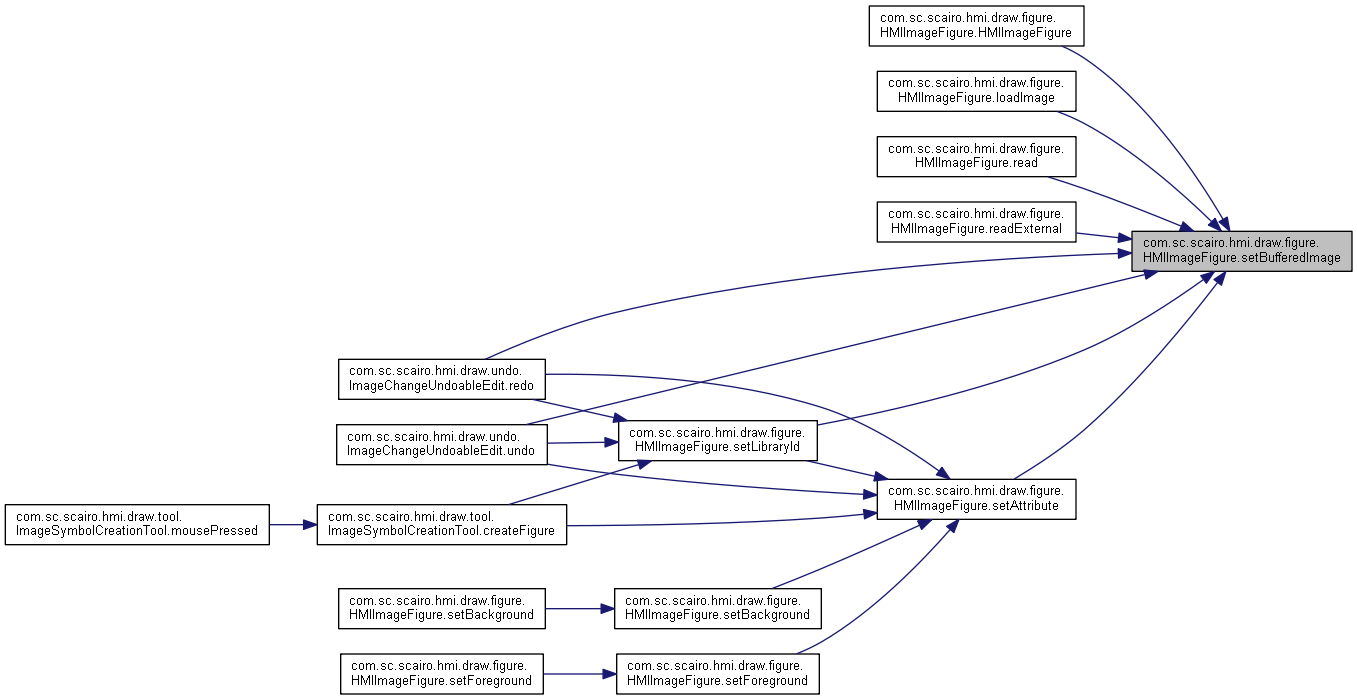 com.sc.scairo.hmi.draw.figure.
HMIImageFigure.HMIImageFigure
com.sc.scairo.hmi.draw.figure.
HMIImageFigure.loadImage
com.sc.scairo.hmi.draw.figure.
HMIImageFigure.read
com.sc.scairo.hmi.draw.figure.
HMIImageFigure.readExternal
com.sc.scairo.hmi.draw.figure.
HMIImageFigure.setBufferedImage
com.sc.scairo.hmi.draw.undo.
ImageChangeUndoableEdit.redo
com.sc.scairo.hmi.draw.undo.
ImageChangeUndoableEdit.undo
com.sc.scairo.hmi.draw.figure.
HMIImageFigure.setLibraryId
com.sc.scairo.hmi.draw.figure.
HMIImageFigure.setAttribute
com.sc.scairo.hmi.draw.tool.
ImageSymbolCreationTool.mousePressed
com.sc.scairo.hmi.draw.tool.
ImageSymbolCreationTool.createFigure
com.sc.scairo.hmi.draw.figure.
HMIImageFigure.setBackground
com.sc.scairo.hmi.draw.figure.
HMIImageFigure.setBackground
com.sc.scairo.hmi.draw.figure.
HMIImageFigure.setForeground
com.sc.scairo.hmi.draw.figure.
HMIImageFigure.setForeground